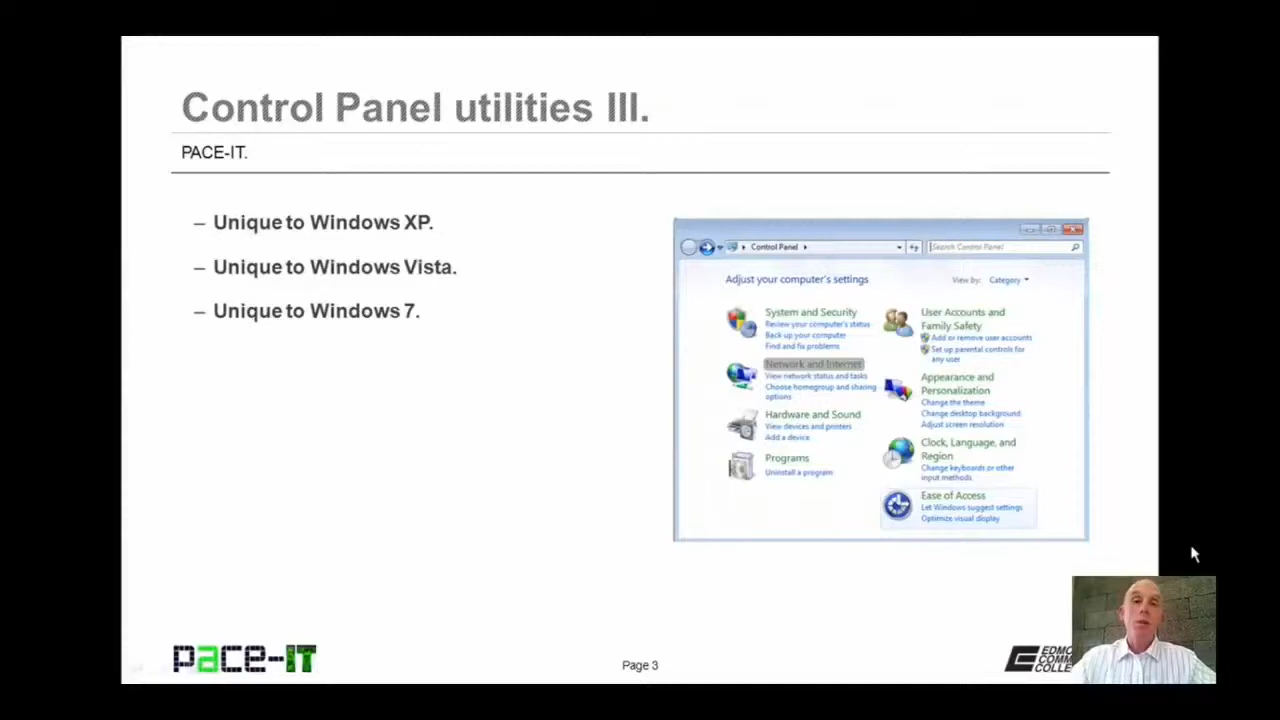 Control Panel utilities III.
PACE-IT.
– Unique to Windows XP.
– Unique to Windows Vista.
– Unique to Windows 7.
Control Panel
Search Control Panel
Adjust your computer's settings
View by: Category
System and Security
Review your computer's status
Back up your computer
Find and fix problems
Network and Internet
View network status and tasks
Choose homegroup and sharing
options
Hardware and Sound
View devices and printers
Add a device
Programs
Uninstall a program
User Accounts and
Family Safety
Add or remove user accounts
Set up parental controls for
any user
Appearance and
Personalization
Change the theme
Change desktop background
Adjust screen resolution
Clock, Language, and
Region
Change keyboards or other
input methods
Ease of Access
Let Windows suggest settings
Optimize visual display
pace-IT
Page 3